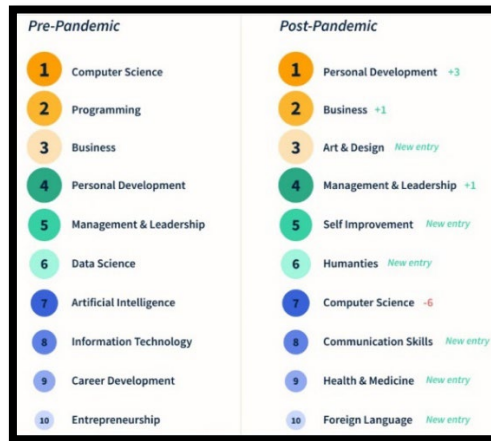 Pre-Pandemic
1 Computer Science
2 Programming
3 Business
4 Personal Development
5 Management & Leadership
6 Data Science
7 Artificial Intelligence
8 Information Technology
9 Career Development
10 Entrepreneurship
Post-Pandemic
1 Personal Development +3
2 Business +1
3 Art & Design New entry
4 Management & Leadership +1
5 Self Improvement New entry
6 Humanties New entry
7 Computer Science -6
8 Communication Skills New entry
9 Health & Medicine New entry
10 Foreign Language New entry